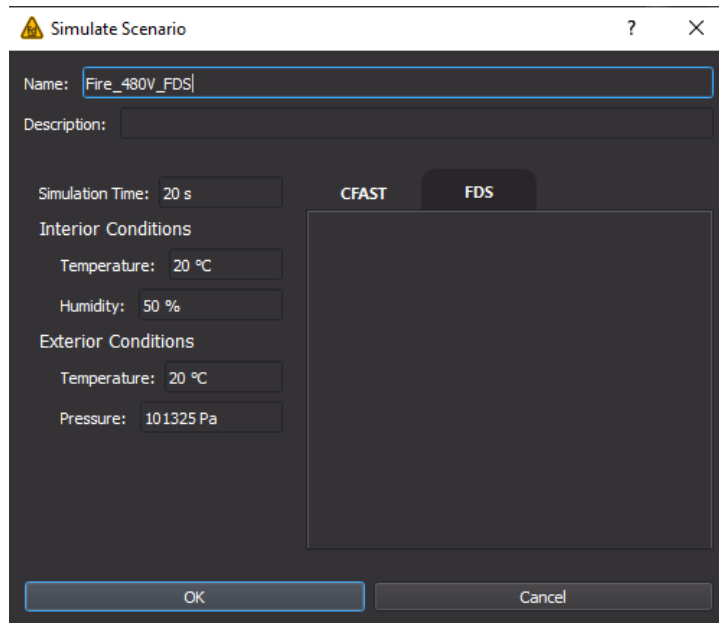 Simulate Scenario
Name: Fire_480V_FDS
Description:
Simulation Time: 20 s
Interior Conditions
Temperature: 20 °C
Humidity: 50 %
Exterior Conditions
Temperature: 20 °C
Pressure: 101325 Pa
CFAST FDS
OK Cancel